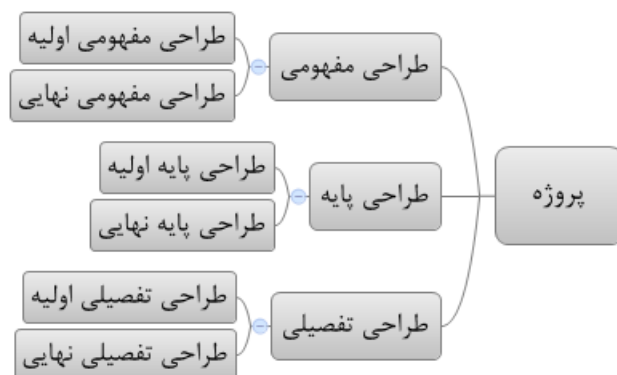 پروژه
طراحی مفهومی
طراحی مفهومی اولیه
طراحی مفهومی نهایی
طراحی پایه
طراحی پایه اولیه
طراحی پایه نهایی
طراحی تفصیلی
طراحی تفصیلی اولیه
طراحی تفصیلی نهایی